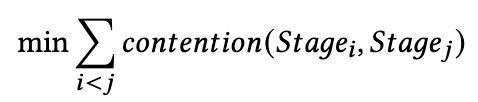 min ∑_{i<j} contention(Stage_i, Stage_j)